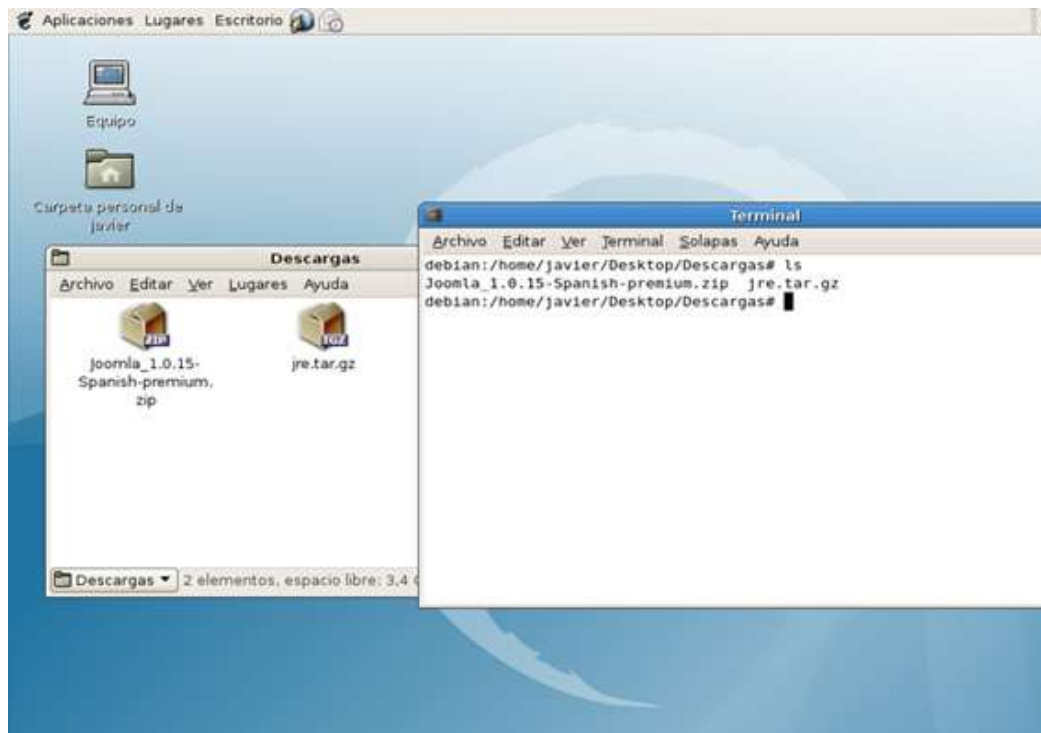 Aplicaciones Lugares Escritorio
Equipo
Carpeta personal de
javier
Descargas
Archivo Editar Ver Lugares Ayuda
ZIP
Joomla_1.0.15-
Spanish-premium.
zip
TGZ
jre.tar.gz
Descargas 2 elementos, espacio libre: 3,4
Terminal
Archivo Editar Ver Terminal Solapas Ayuda
debian:/home/javier/Desktop/Descargas# ls
Joomla_1.0.15-Spanish-premium.zip jre.tar.gz
debian:/home/javier/Desktop/Descargas#